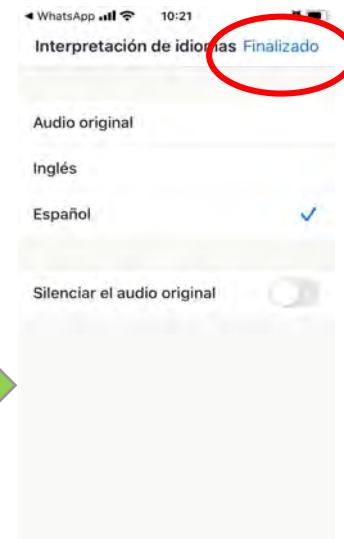 WhatsApp 10:21
Interpretación de idiomas Finalizado
Audio original
Inglés
Español
Silenciar el audio original